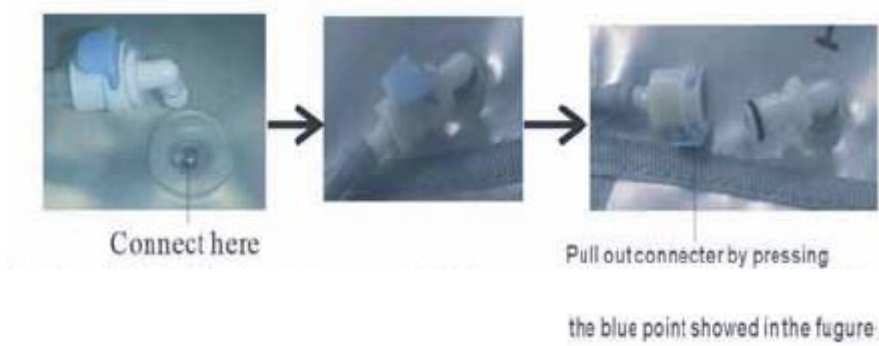 Connect here
Pull out connecter by pressing
the blue point showed in the fugure